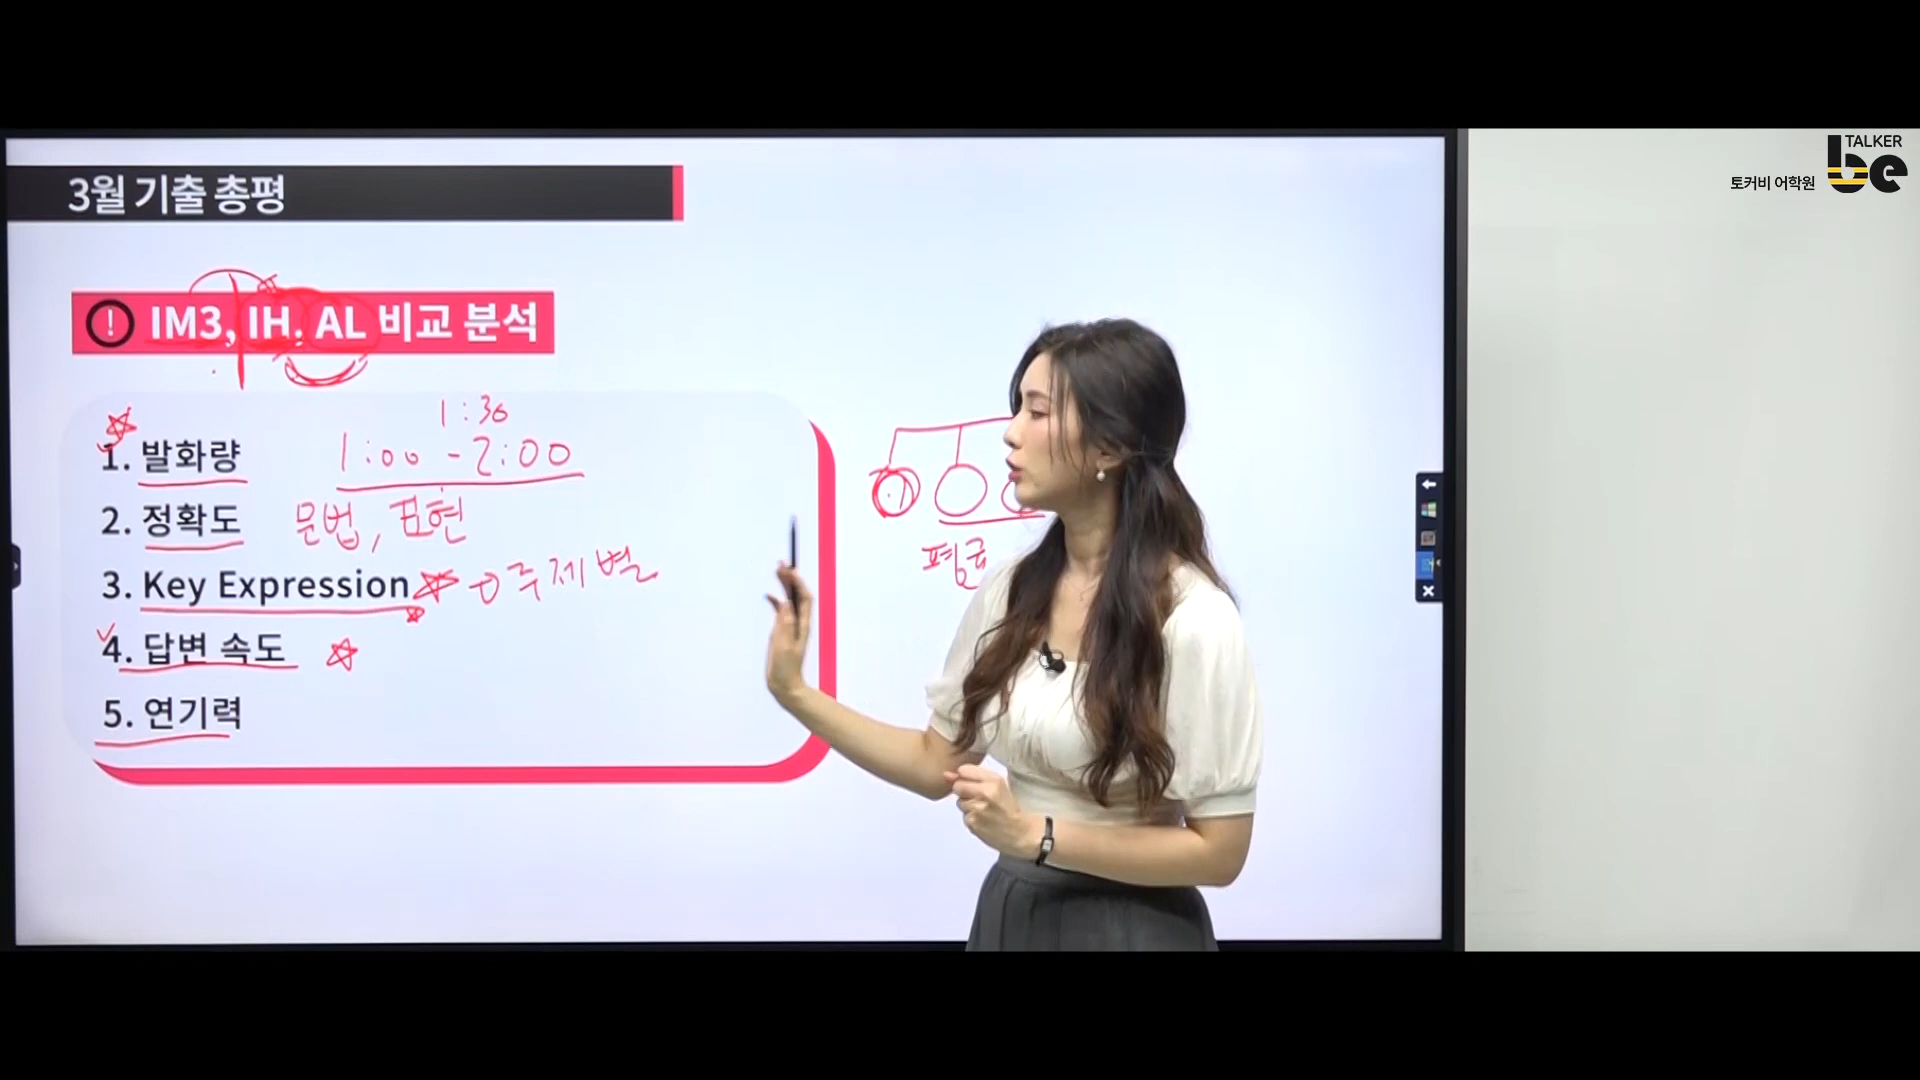 TALKER
be
토커비 어학원
3월 기출 총평
! IM3, IH, AL 비교 분석
1:30
1. 발화량 1:00 - 2:00
2. 정확도 문법, 표현
3. Key Expression → 주제별
4. 답변 속도
5. 연기력
평균